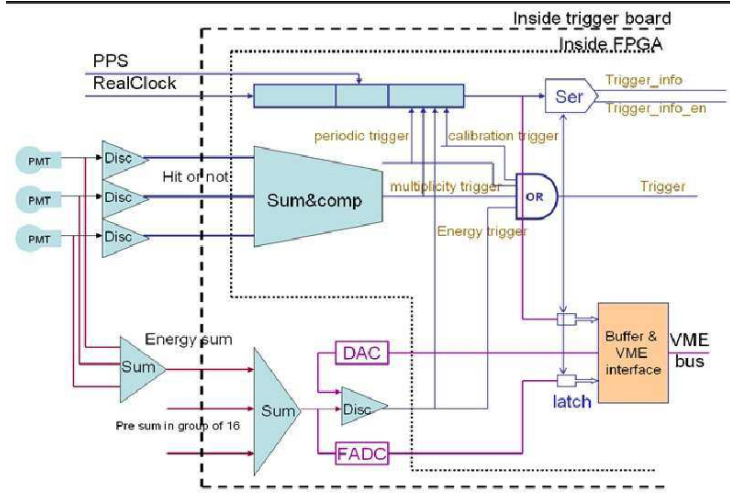 Inside trigger board
Inside FPGA
PPS
RealClock
Ser
Trigger_info
Trigger_info_en
periodic trigger
calibration trigger
PMT
Disc
Hit or not
PMT
Disc
Sum&comp
multiplicity trigger
OR
Trigger
PMT
Disc
Energy trigger
Energy sum
Sum
DAC
Buffer &
VME
interface
VME
bus
Sum
Disc
latch
Pre sum in group of 16
FADC